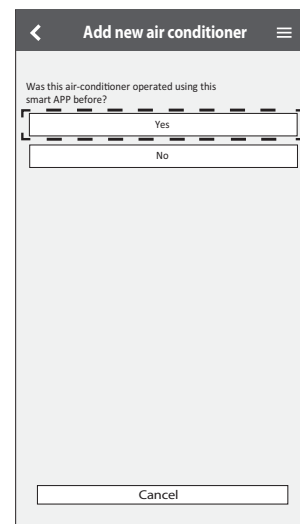 Add new air conditioner
Was this air-conditioner operated using this
smart APP before?
Yes
No
Cancel